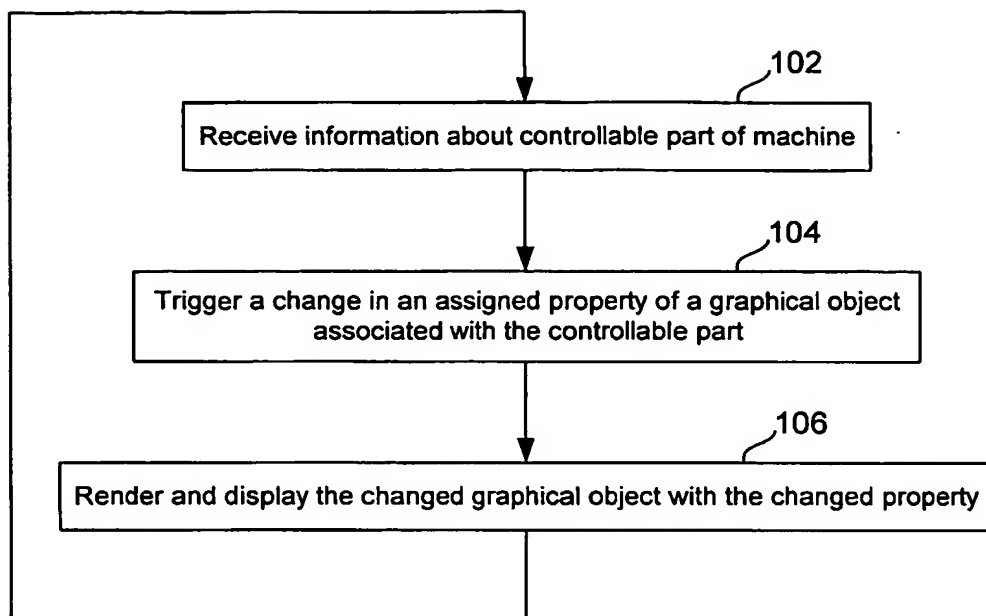 102
Receive information about controllable part of machine
104
Trigger a change in an assigned property of a graphical object
associated with the controllable part
106
Render and display the changed graphical object with the changed property